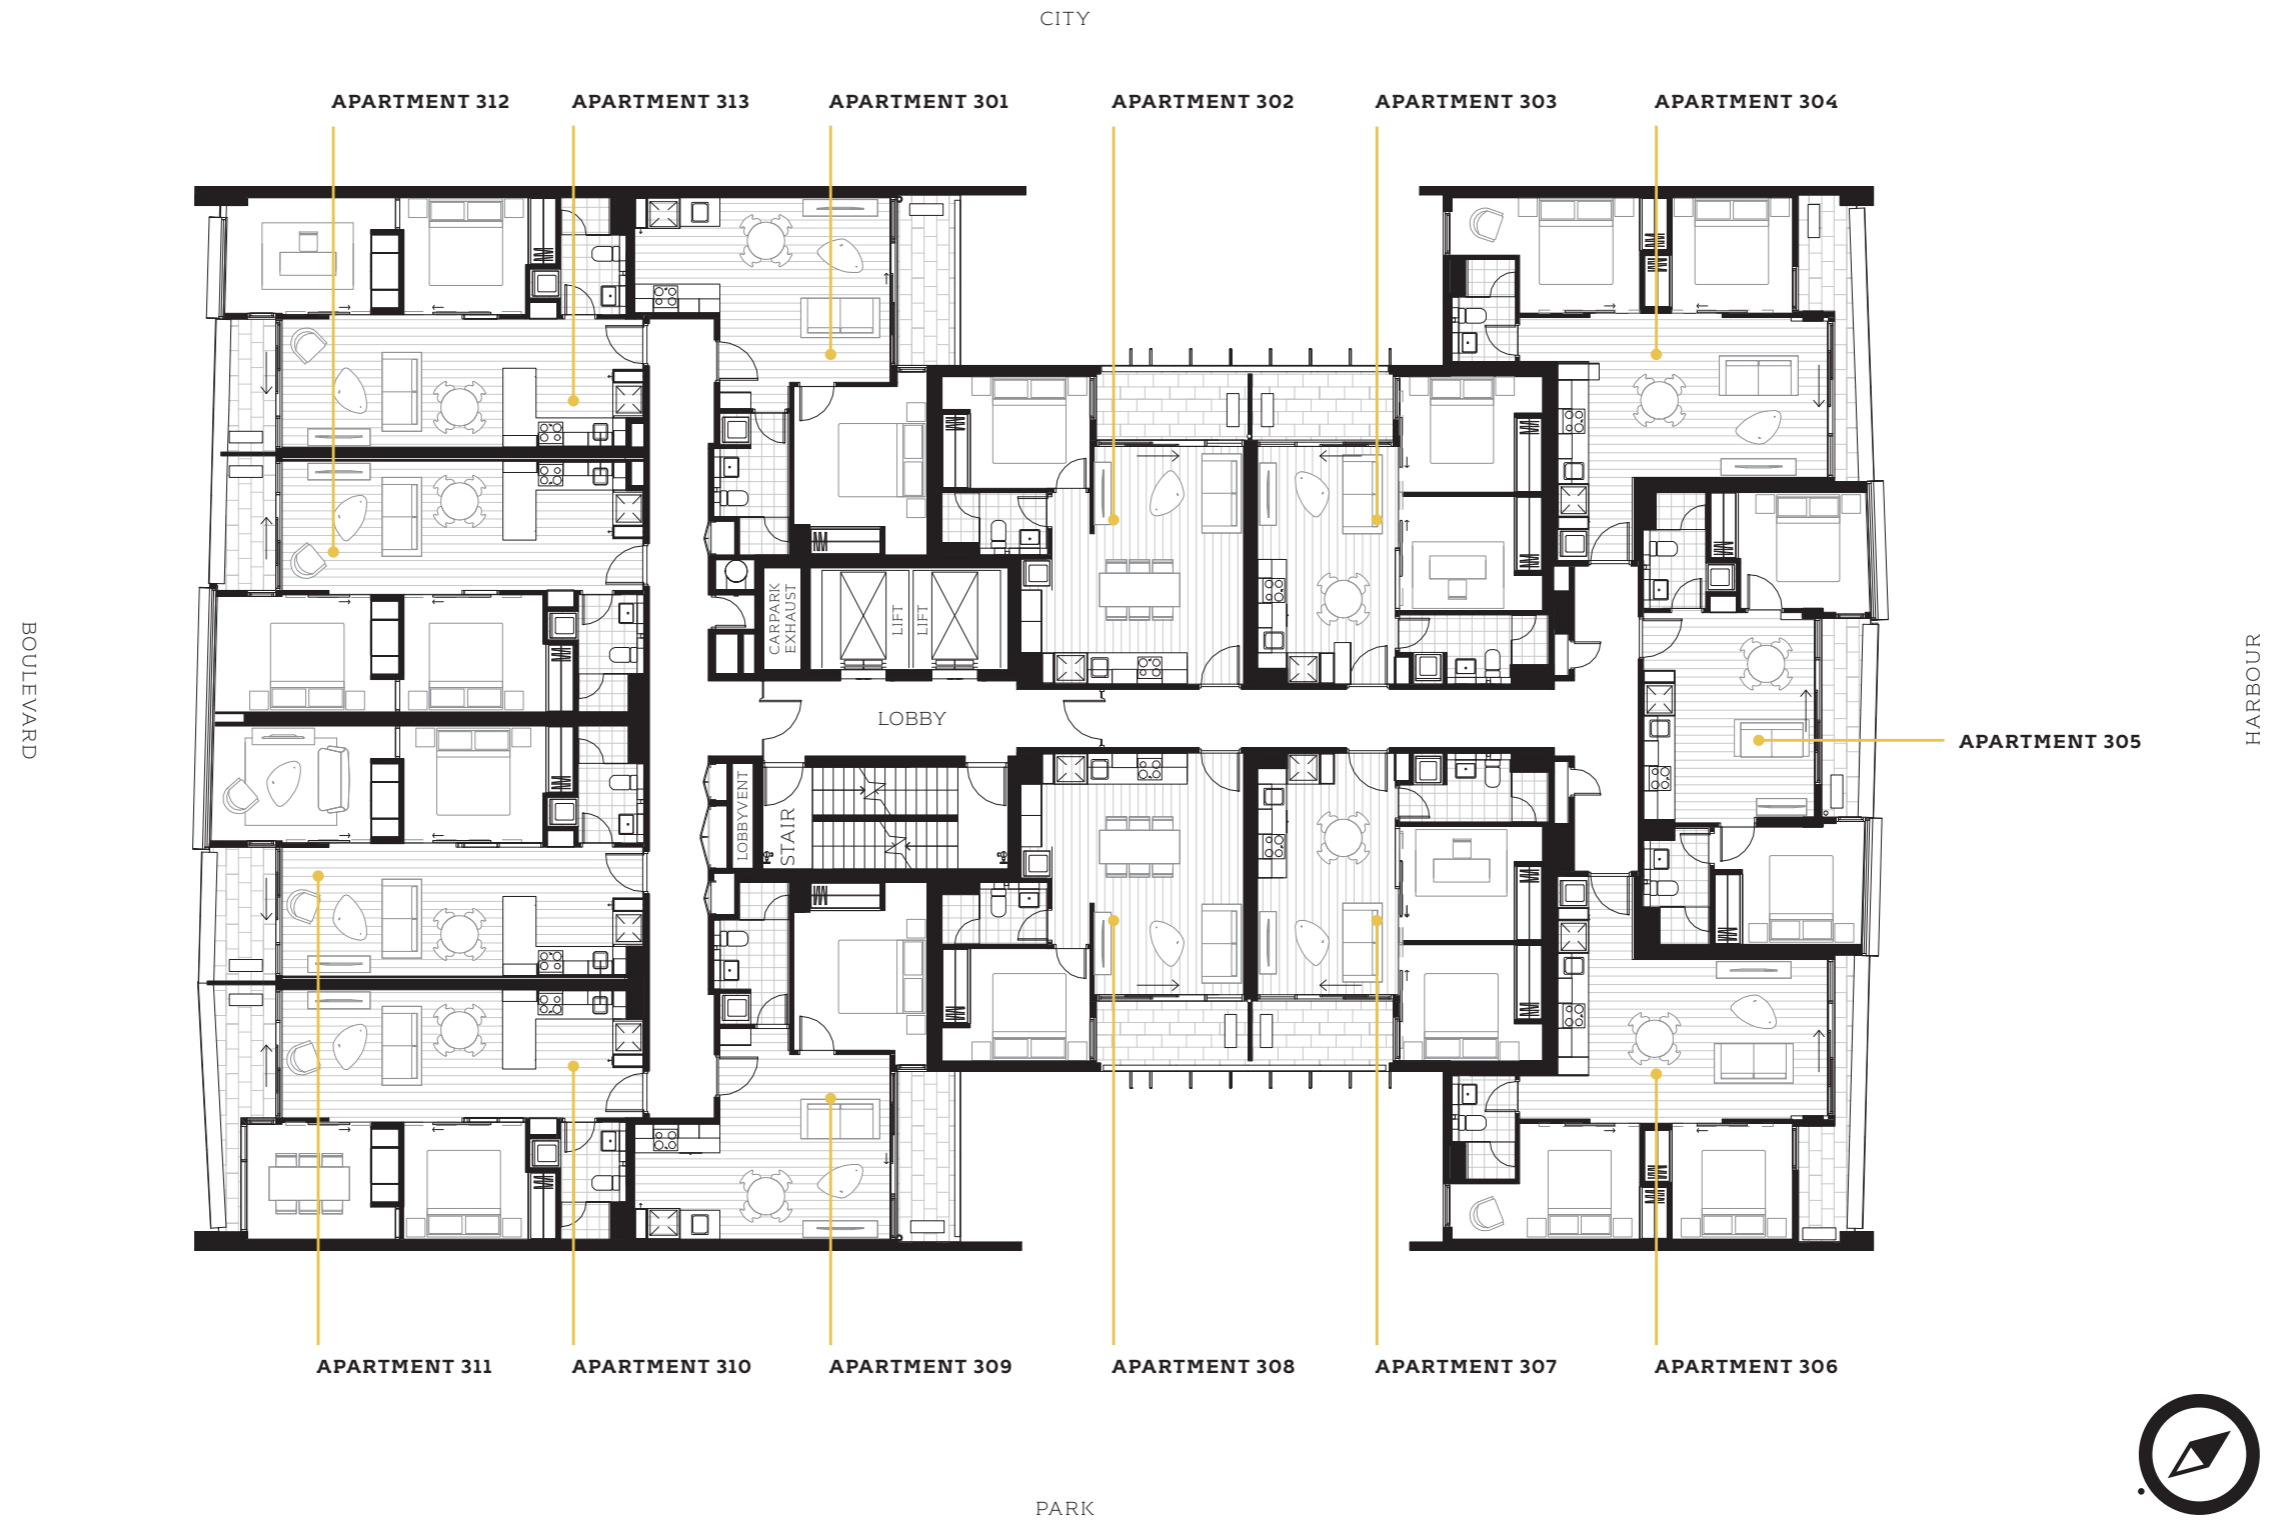 CITY
APARTMENT 312
APARTMENT 313
APARTMENT 301
APARTMENT 302
APARTMENT 303
APARTMENT 304
BOULEVARD
CARPARK
EXHAUST
LIFT
LIFT
HARBOUR
LOBBY
APARTMENT 305
LOBBYVENT
STAIR
APARTMENT 311
APARTMENT 310
APARTMENT 309
APARTMENT 308
APARTMENT 307
APARTMENT 306
PARK